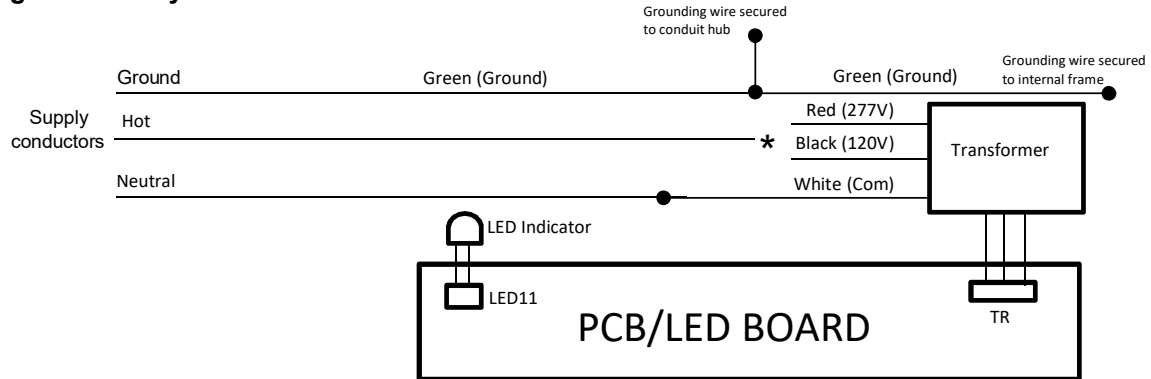 Grounding wire secured
to conduit hub
Grounding wire secured
to internal frame
Ground
Green (Ground)
Green (Ground)
Supply
conductors
Hot
*
Red (277V)
Black (120V)
Transformer
Neutral
White (Com)
LED Indicator
LED11
TR
PCB/LED BOARD